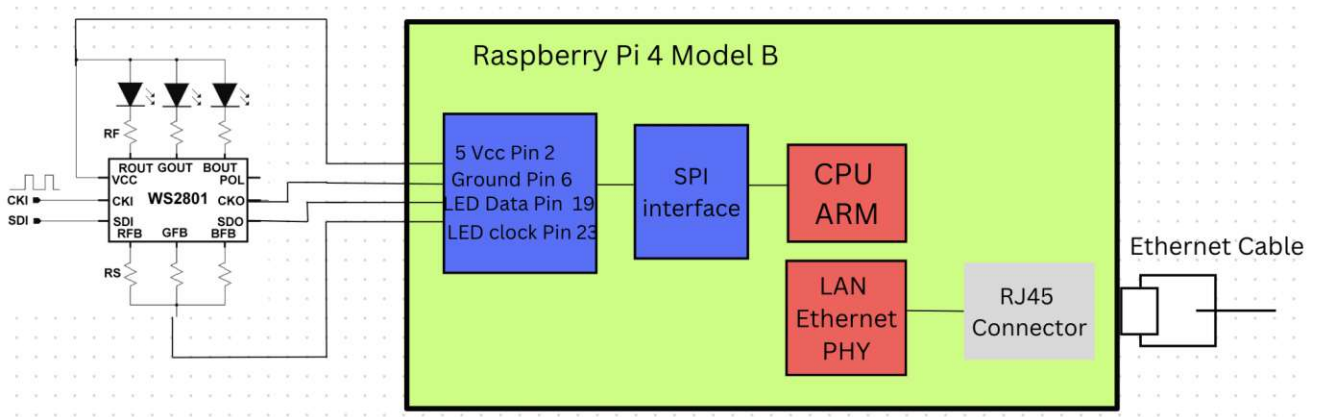 Raspberry Pi 4 Model B
RF
ROUT GOUT BOUT
VCC POL
CKI CKI WS2801 CKO
SDI SDI SDO
RFB GFB BFB
RS
5 Vcc Pin 2
Ground Pin 6
LED Data Pin 19
LED clock Pin 23
SPI
interface
CPU
ARM
LAN
Ethernet
PHY
RJ45
Connector
Ethernet Cable